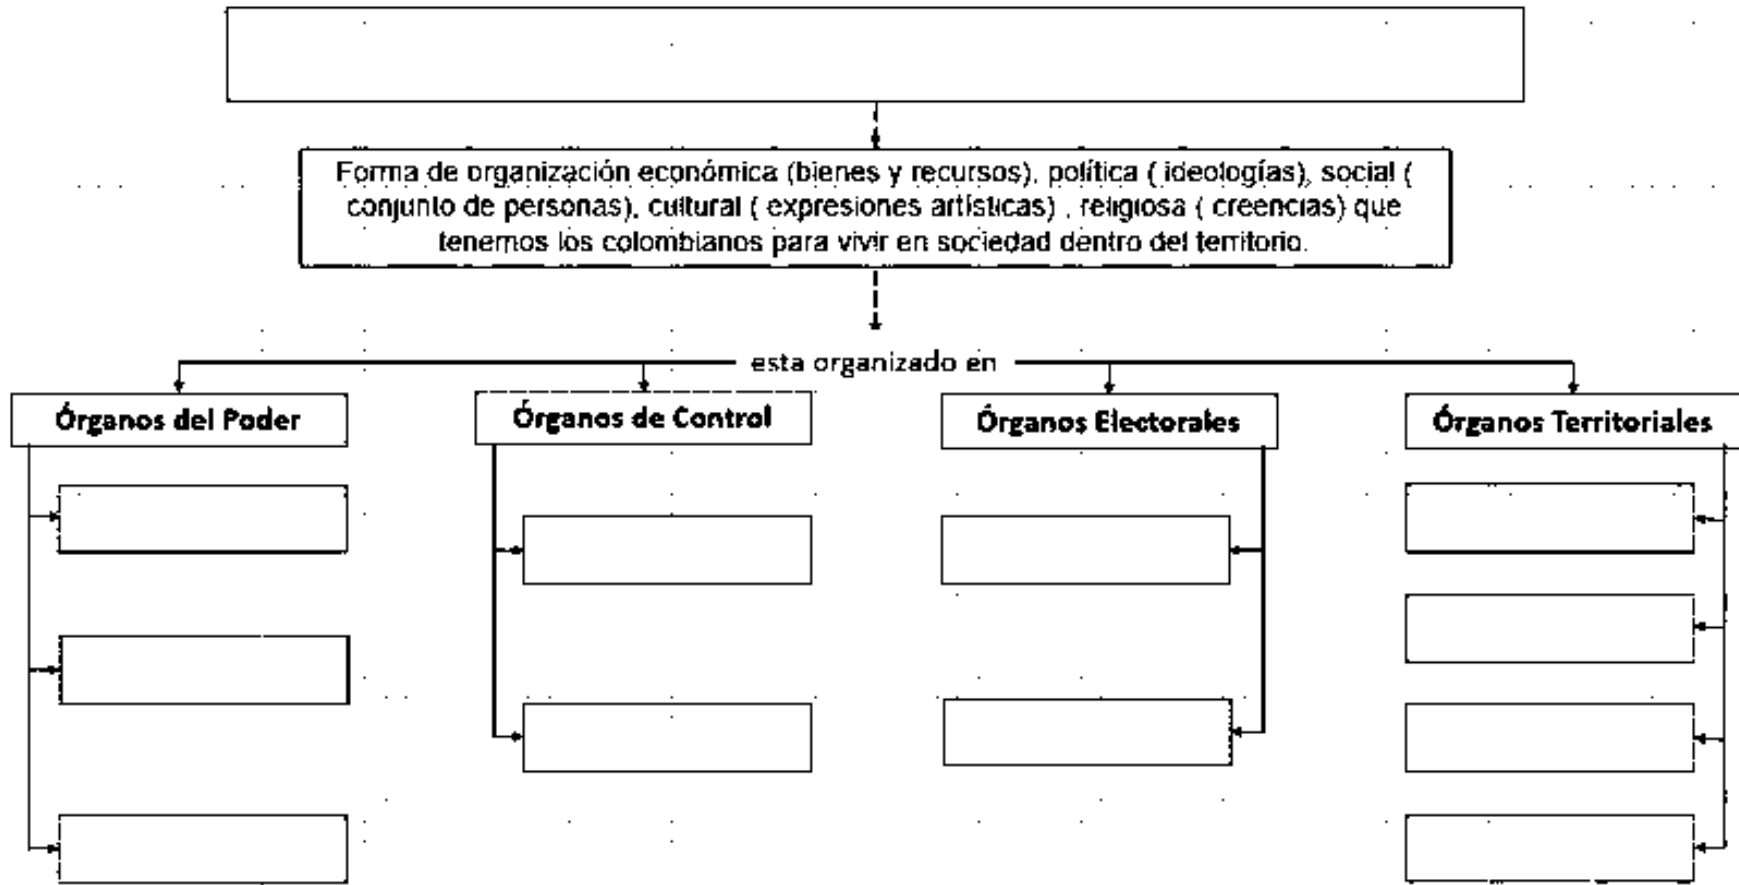 Forma de organización económica (bienes y recursos), política ( ideologías), social (
conjunto de personas), cultural ( expresiones artísticas) , religiosa ( creencias) que
tenemos los colombianos para vivir en sociedad dentro del territorio.
esta organizado en
Órganos del Poder
Órganos de Control
Órganos Electorales
Órganos Territoriales